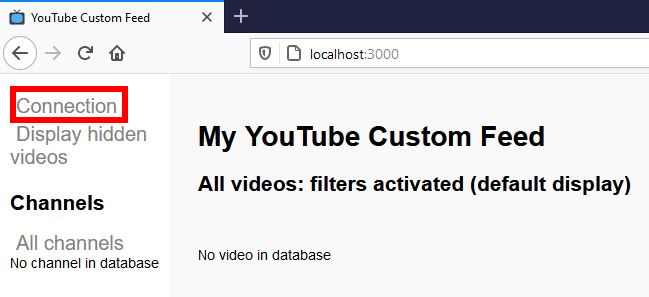 YouTube Custom Feed
localhost:3000
Connection
Display hidden
videos
Channels
All channels
No channel in database
My YouTube Custom Feed
All videos: filters activated (default display)
No video in database